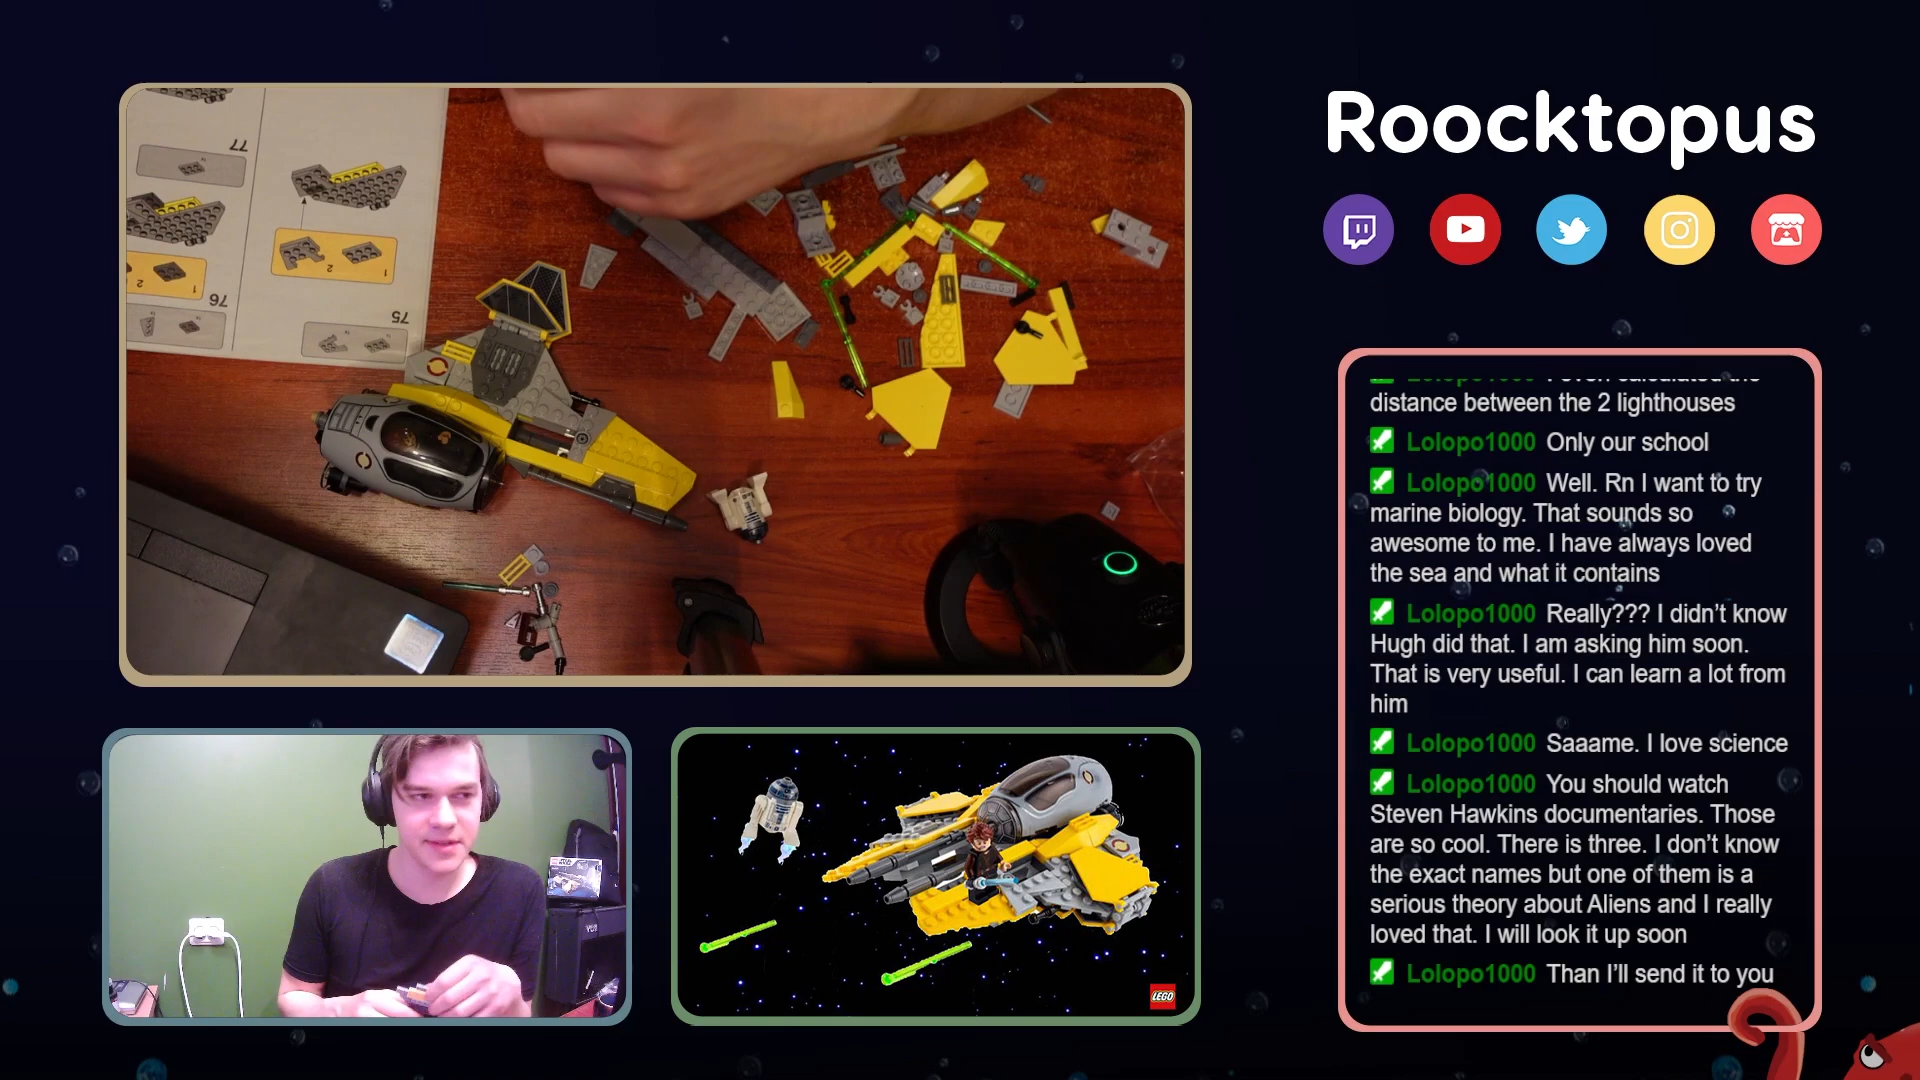 Roocktopus
77
2
1
76
75
2
1
LEGO
distance between the 2 lighthouses
Lolopo1000 Only our school
Lolopo1000 Well. Rn I want to try
marine biology. That sounds so
awesome to me. I have always loved
the sea and what it contains
Lolopo1000 Really??? I didn't know
Hugh did that. I am asking him soon.
That is very useful. I can learn a lot from
him
Lolopo1000 Saaame. I love science
Lolopo1000 You should watch
Steven Hawkins documentaries. Those
are so cool. There is three. I don't know
the exact names but one of them is a
serious theory about Aliens and I really
loved that. I will look it up soon
Lolopo1000 Than I'll send it to you